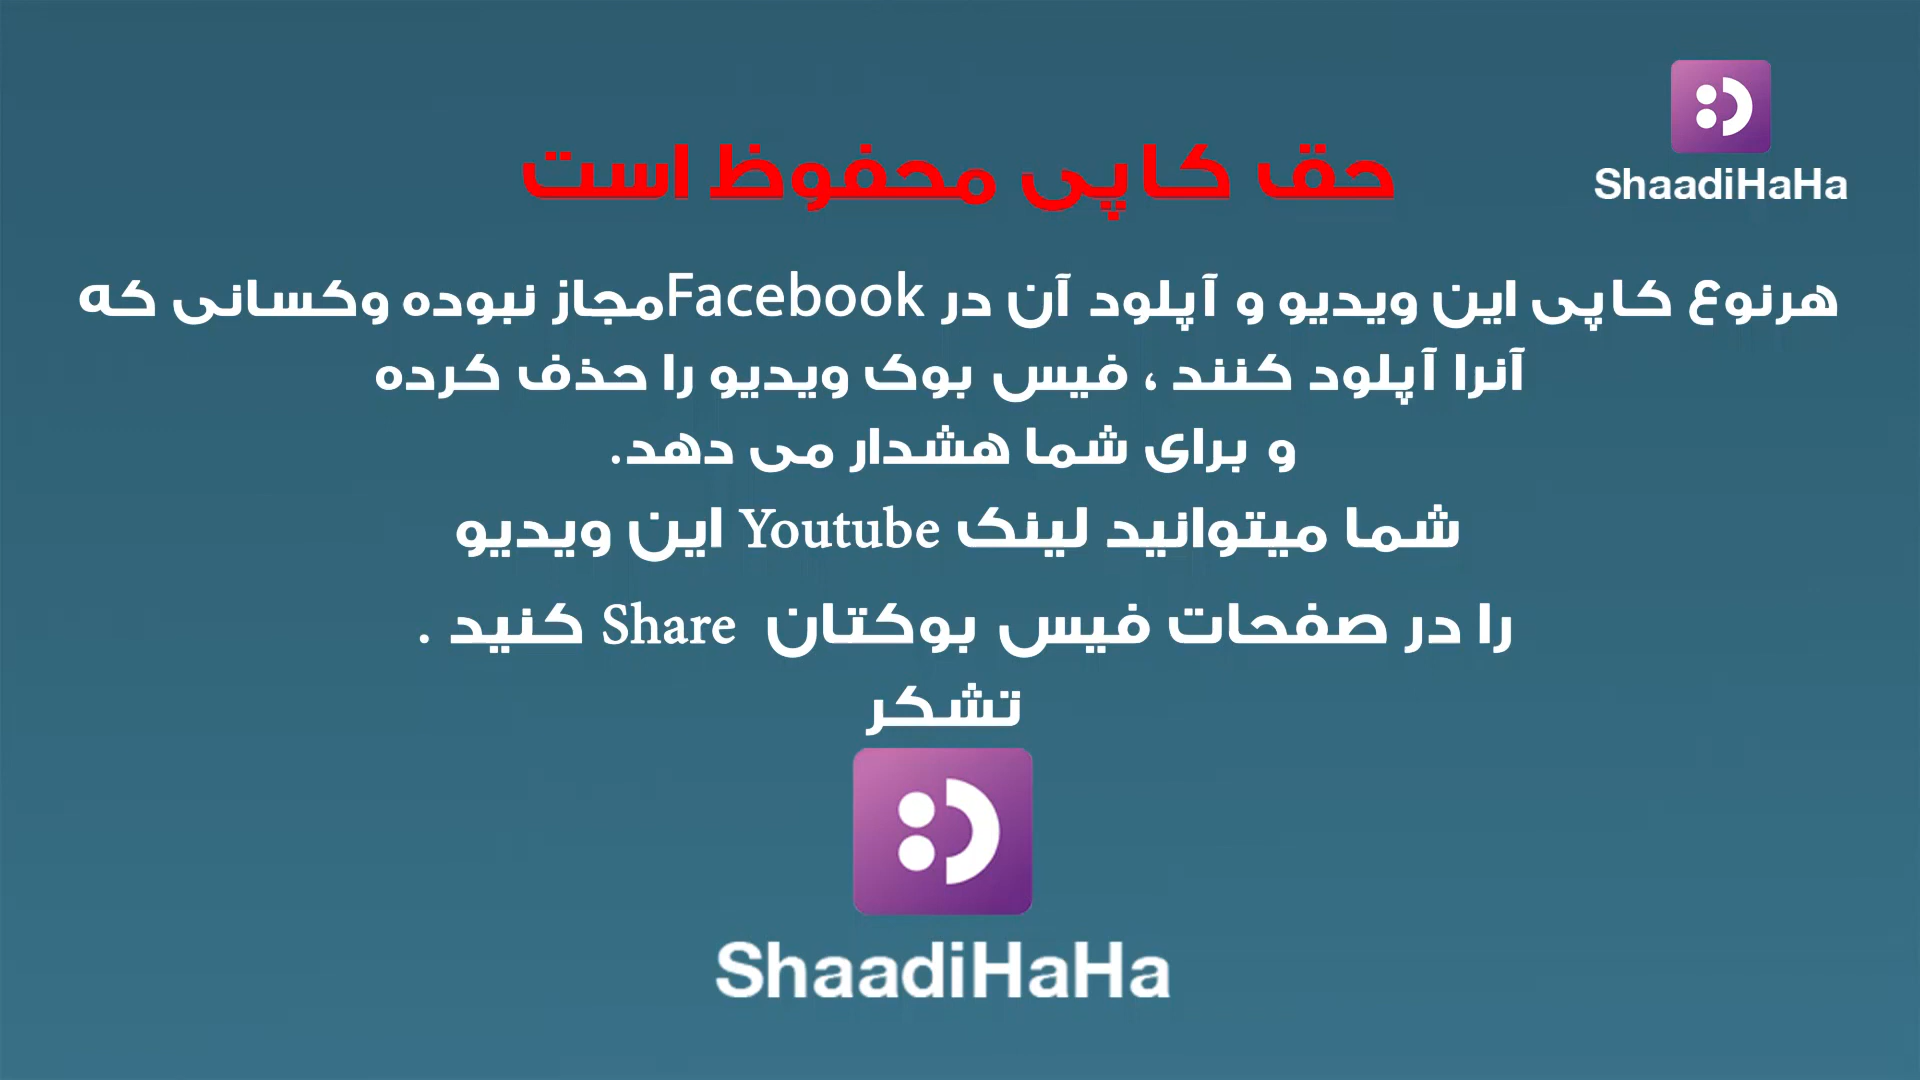 ShaadiHaHa
حق کاپی محفوظ است
هرنوع کاپی این ویدیو و آپلود آن در Facebookمجاز نبوده وکسانی که
آنرا آپلود کنند ، فیس بوک ویدیو را حذف کرده
و برای شما هشدار می دهد.
شما میتوانید لینک Youtube این ویدیو
را در صفحات فیس بوکتان Share کنید .
تشکر
ShaadiHaHa